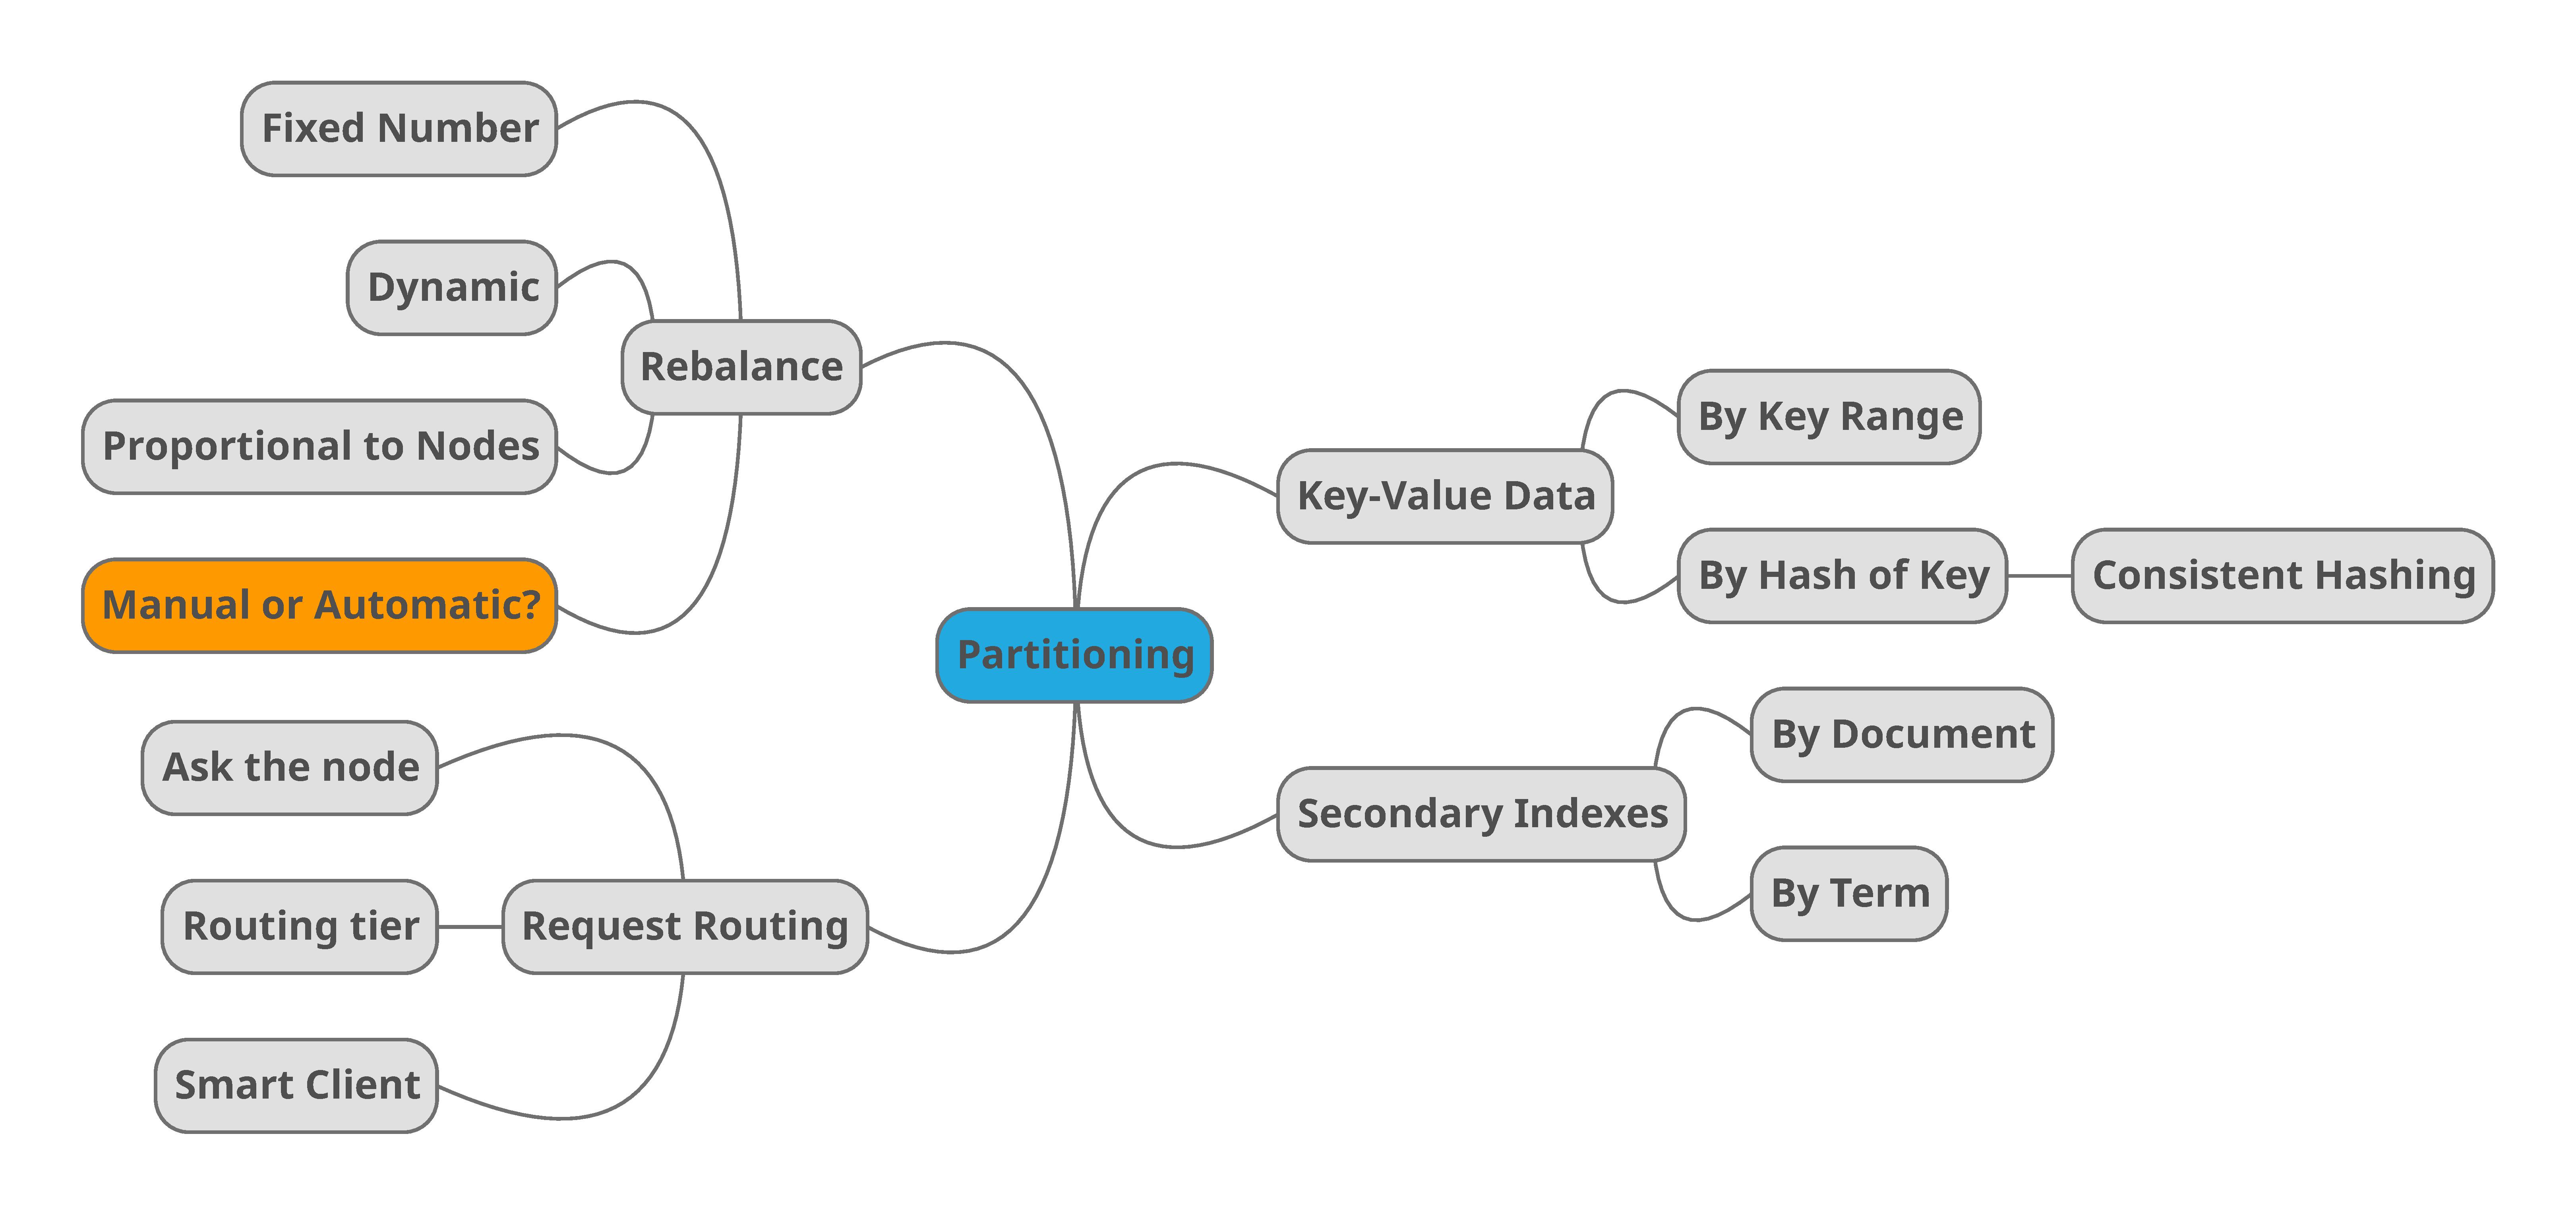 Fixed Number
Dynamic
Rebalance
Proportional to Nodes
Manual or Automatic?
Ask the node
Routing tier
Request Routing
Smart Client
Partitioning
Key-Value Data
By Key Range
By Hash of Key
Consistent Hashing
Secondary Indexes
By Document
By Term